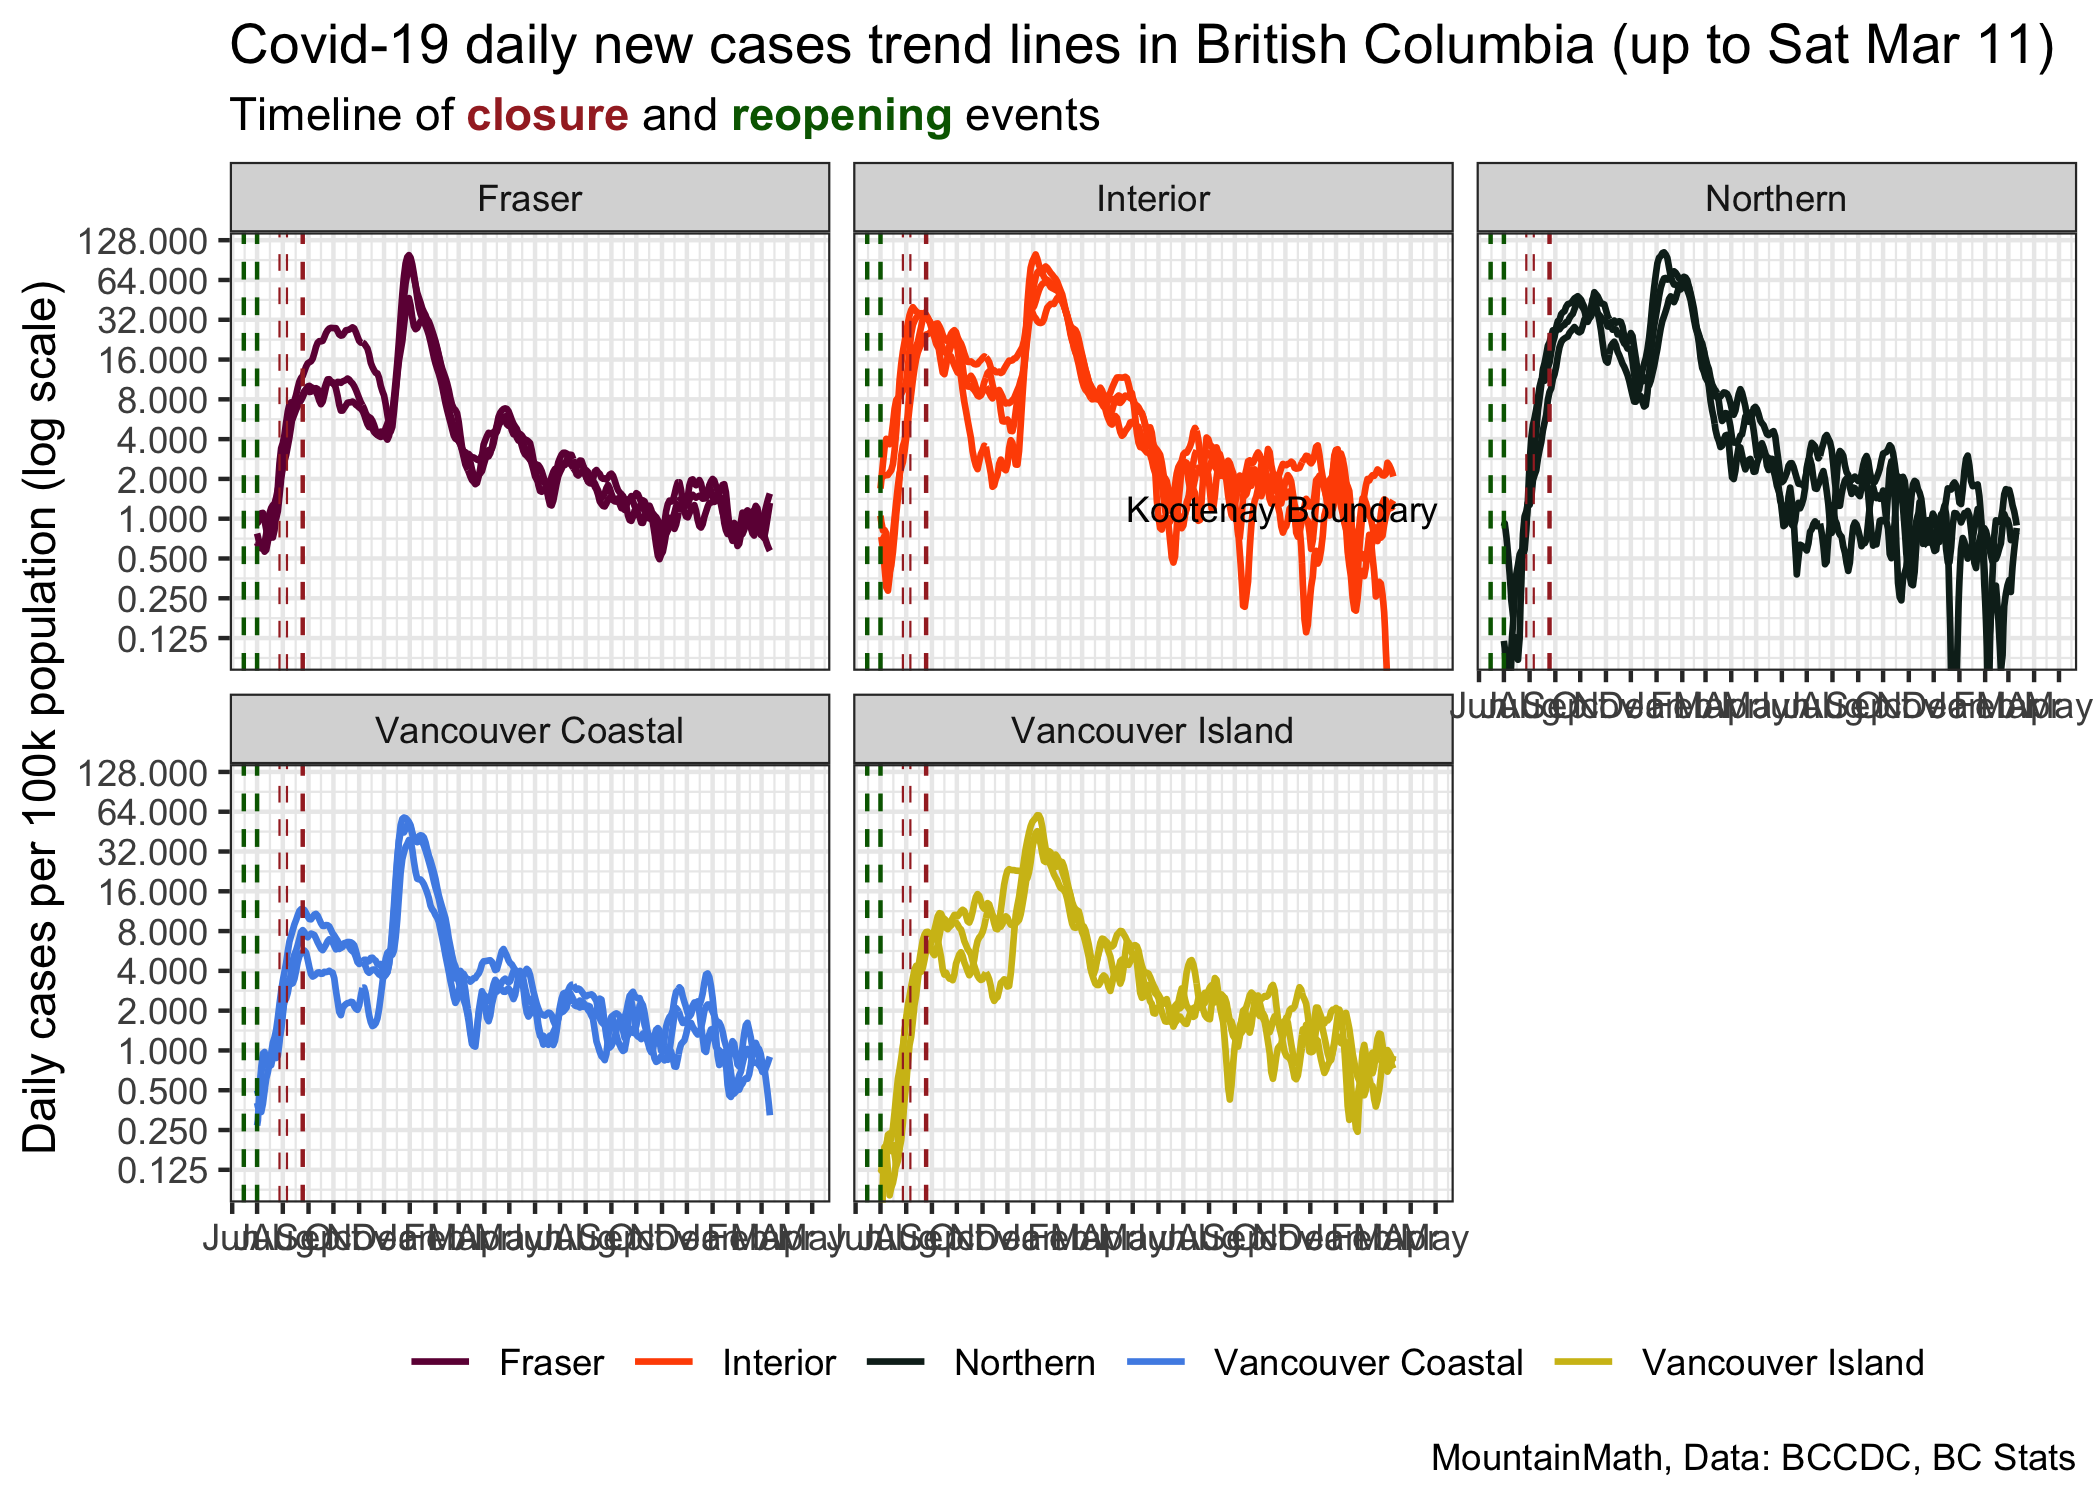 Covid-19 daily new cases trend lines in British Columbia (up to Sat Mar 11)
Timeline of closure and reopening events
Daily cases per 100k population (log scale)
Fraser
Interior
Northern
128.000
64.000
32.000
16.000
8.000
4.000
2.000
1.000
0.500
0.250
0.125
Kootenay Boundary
Vancouver Coastal
Vancouver Island
128.000
64.000
32.000
16.000
8.000
4.000
2.000
1.000
0.500
0.250
0.125
Fraser
Interior
Northern
Vancouver Coastal
Vancouver Island
MountainMath, Data: BCCDC, BC Stats